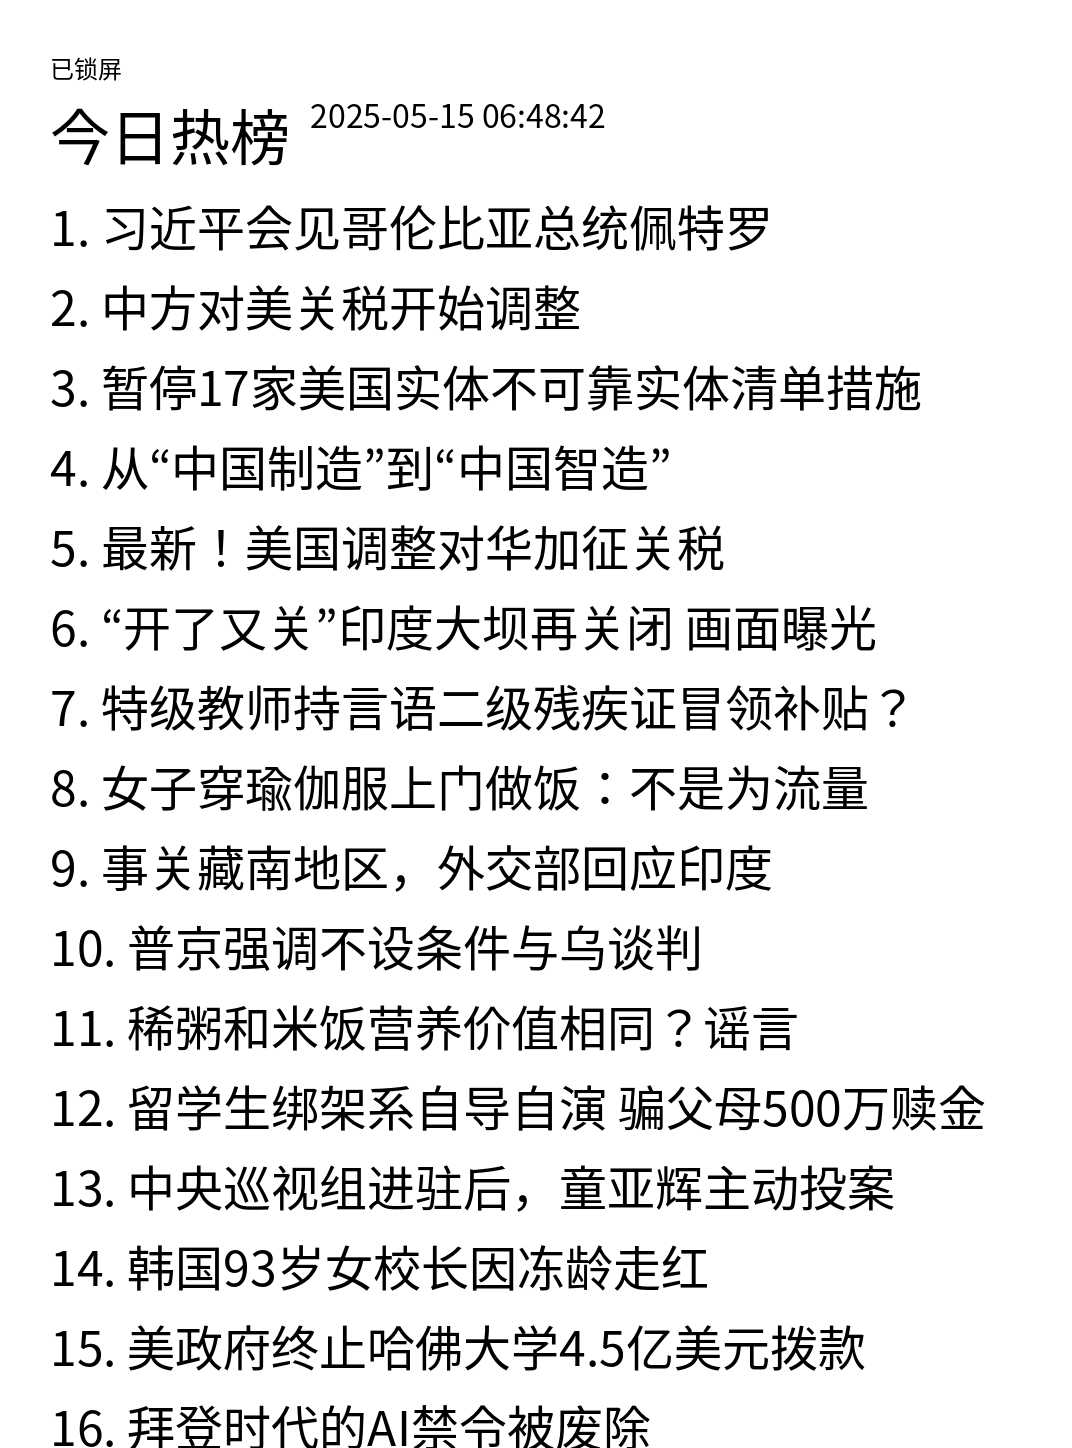 已锁屏
今日热榜 2025-05-15 06:48:42
1. 习近平会见哥伦比亚总统佩特罗
2. 中方对美关税开始调整
3. 暂停17家美国实体不可靠实体清单措施
4. 从“中国制造”到“中国智造”
5. 最新！美国调整对华加征关税
6. “开了又关”印度大坝再关闭 画面曝光
7. 特级教师持言语二级残疾证冒领补贴？
8. 女子穿瑜伽服上门做饭：不是为流量
9. 事关藏南地区，外交部回应印度
10. 普京强调不设条件与乌谈判
11. 稀粥和米饭营养价值相同？谣言
12. 留学生绑架系自导自演 骗父母500万赎金
13. 中央巡视组进驻后，童亚辉主动投案
14. 韩国93岁女校长因冻龄走红
15. 美政府终止哈佛大学4.5亿美元拨款
16. 拜登时代的AI禁令被废除